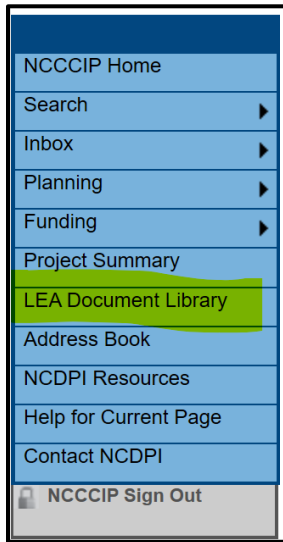 NCCCIP Home
Search
Inbox
Planning
Funding
Project Summary
LEA Document Library
Address Book
NCDPI Resources
Help for Current Page
Contact NCDPI
NCCCIP Sign Out